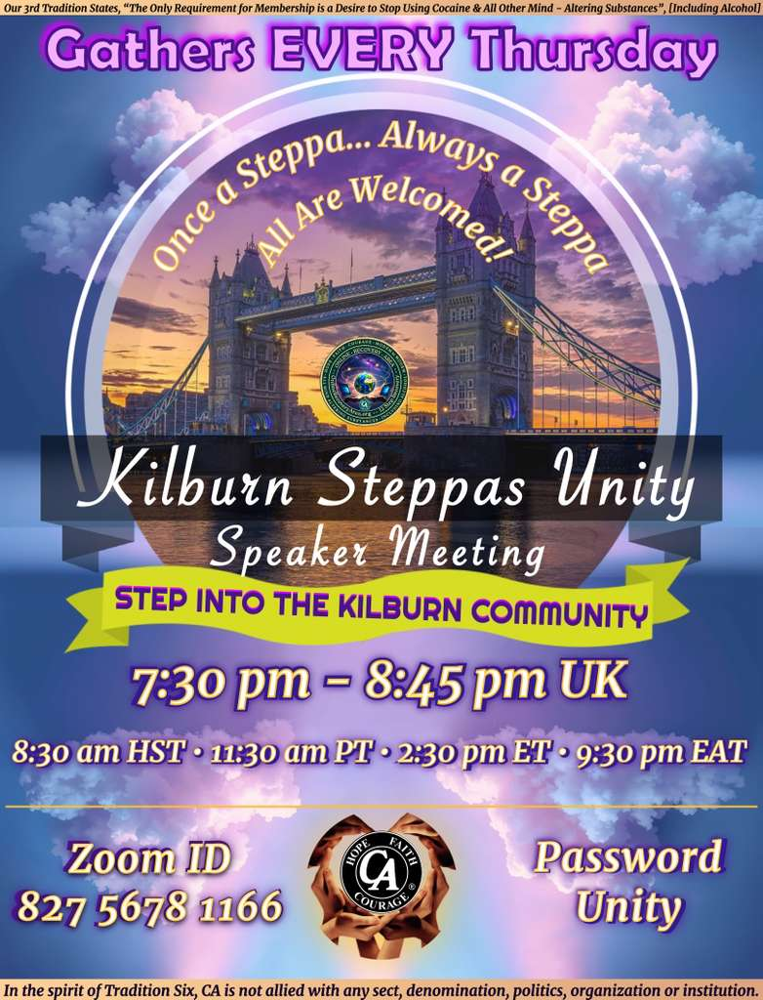 Our 3rd Tradition States, “The Only Requirement for Membership is a Desire to Stop Using Cocaine & All Other Mind - Altering Substances”, [Including Alcohol]
Gathers EVERY Thursday
Once a Steppa... Always a Steppa
All Are Welcomed!
Kilburn Steppas Unity
Speaker Meeting
STEP INTO THE KILBURN COMMUNITY
7:30 pm - 8:45 pm UK
8:30 am HST • 11:30 am PT • 2:30 pm ET • 9:30 pm EAT
Zoom ID
827 5678 1166
HOPE FAITH
CA
COURAGE ®
Password
Unity
In the spirit of Tradition Six, CA is not allied with any sect, denomination, politics, organization or institution.